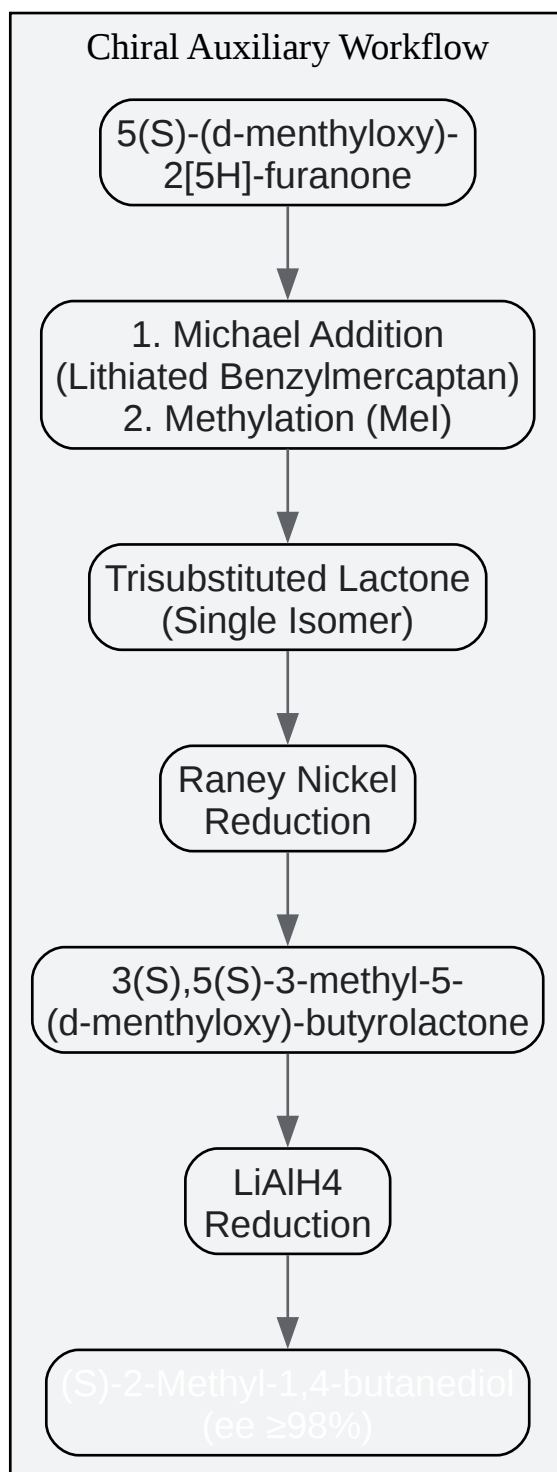 Chiral Auxiliary Workflow
5(S)-(d-menthyloxy)-
2[5H]-furanone
1. Michael Addition
(Lithiated Benzylmercaptan)
2. Methylation (MeI)
Trisubstituted Lactone
(Single Isomer)
Raney Nickel
Reduction
3(S),5(S)-3-methyl-5-
(d-menthyloxy)-butyrolactone
LiAlH4
Reduction
(S)-2-Methyl-1,4-butanediol
(ee ≥98%)